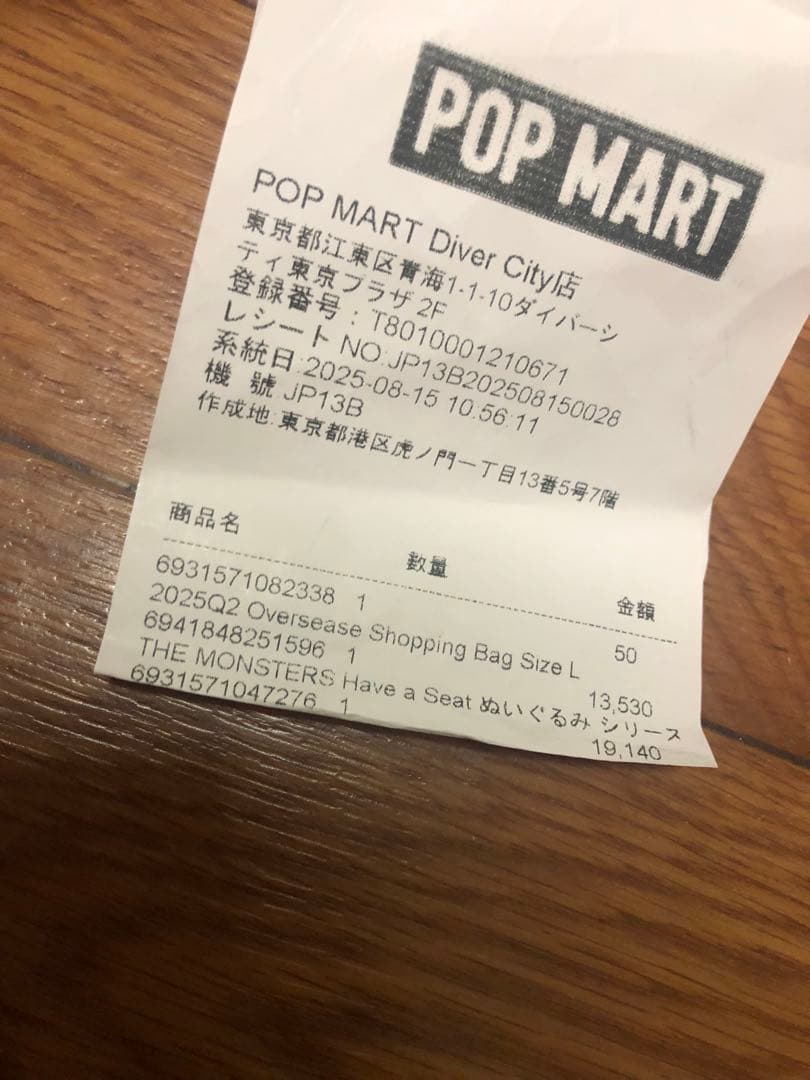 POP MART
POP MART Diver City店
東京都江東区青海1-1-10ダイバーシ
ティ東京プラザ 2F
登録番号：T8010001210671
レシート NO:JP13B202508150028
系統日:2025-08-15 10:56:11
機 號:JP13B
作成地:東京都港区虎ノ門一丁目13番5号7階
商品名 数量 金額
6931571082338 1 50
2025Q2 Oversease Shopping Bag Size L
6941848251596 1 13,530
THE MONSTERS Have a Seat ぬいぐるみ シリース
6931571047276 1 19,140